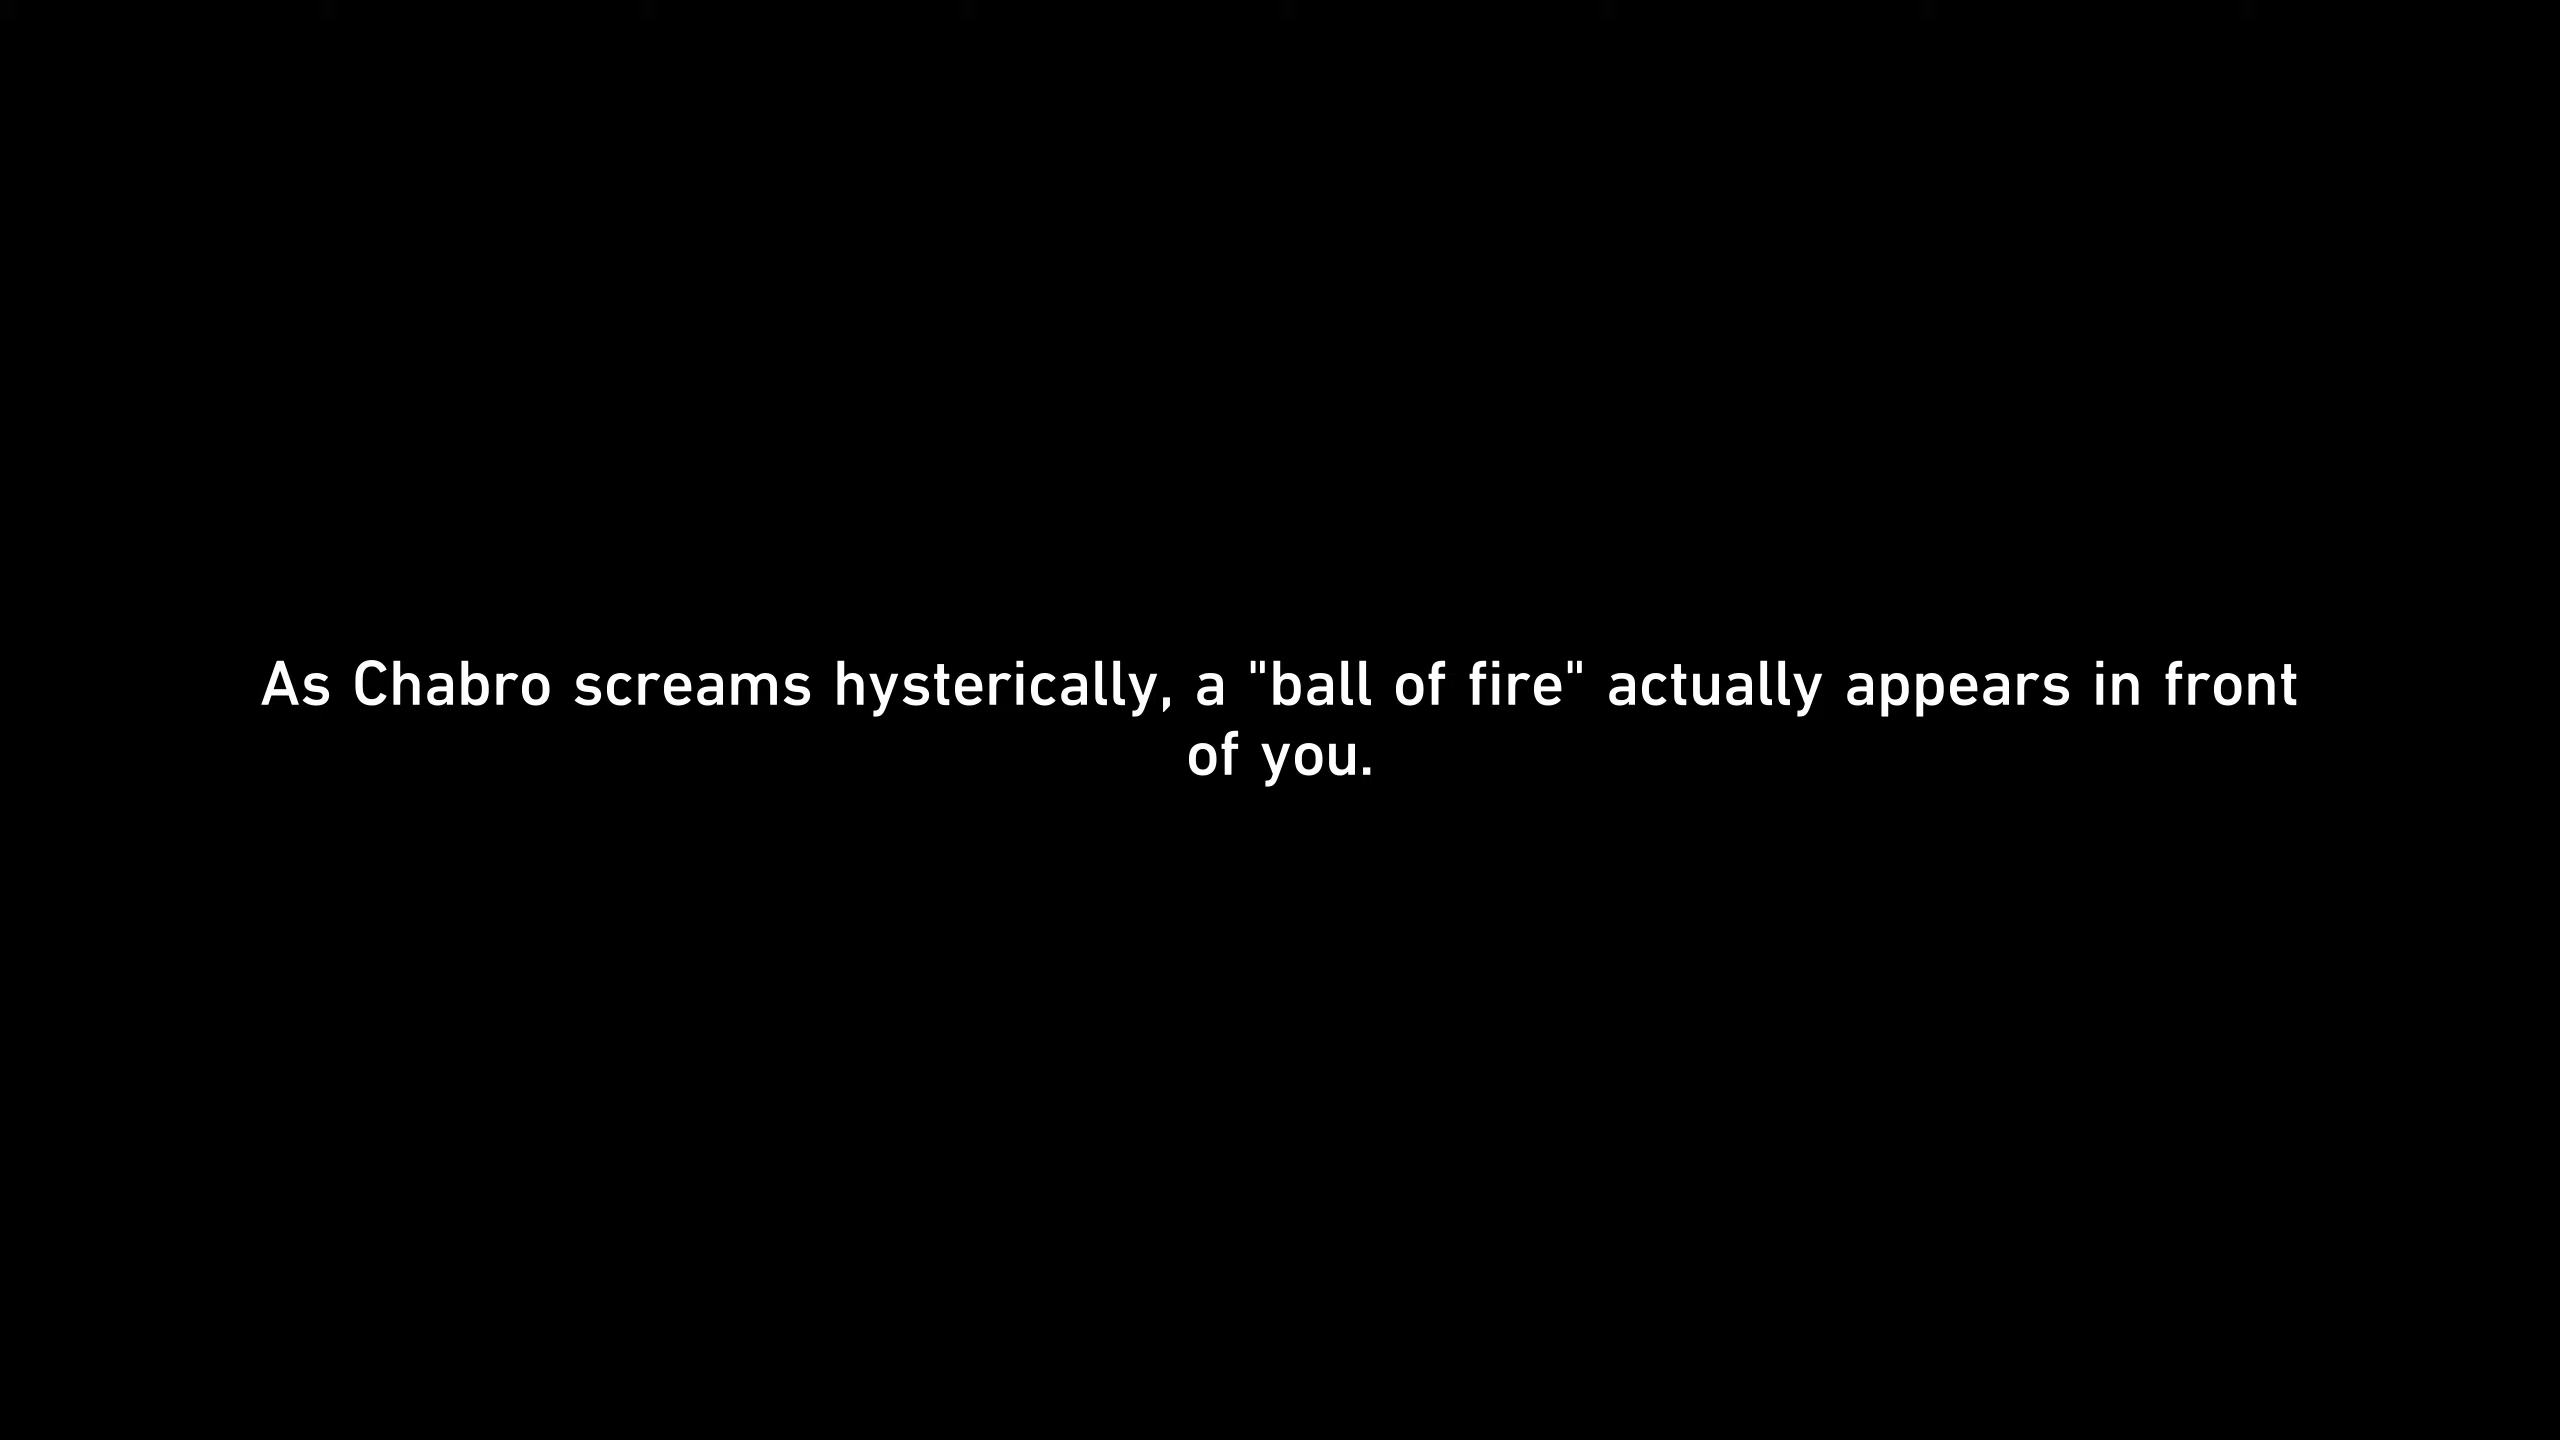 As Chabro screams hysterically, a "ball of fire" actually appears in front
of you.